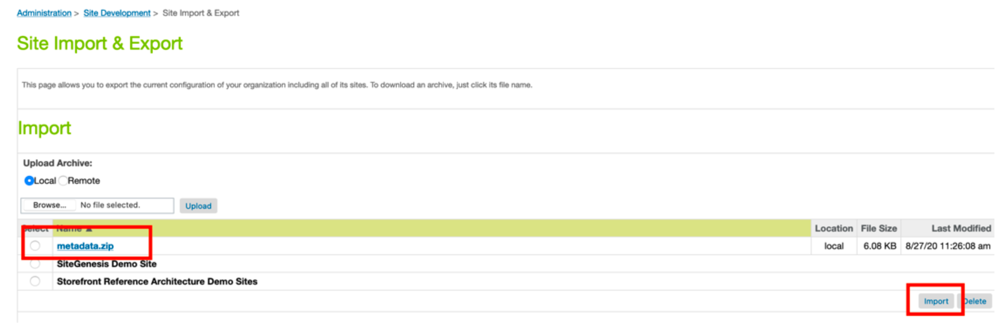 Administration > Site Development > Site Import & Export
Site Import & Export
This page allows you to export the current configuration of your organization including all of its sites. To download an archive, just click its file name.
Import
Upload Archive:
Local Remote
Browse... No file selected. Upload
Select Name ▲ Location File Size Last Modified
metadata.zip local 6.08 KB 8/27/20 11:26:08 am
SiteGenesis Demo Site
Storefront Reference Architecture Demo Sites
Import Delete